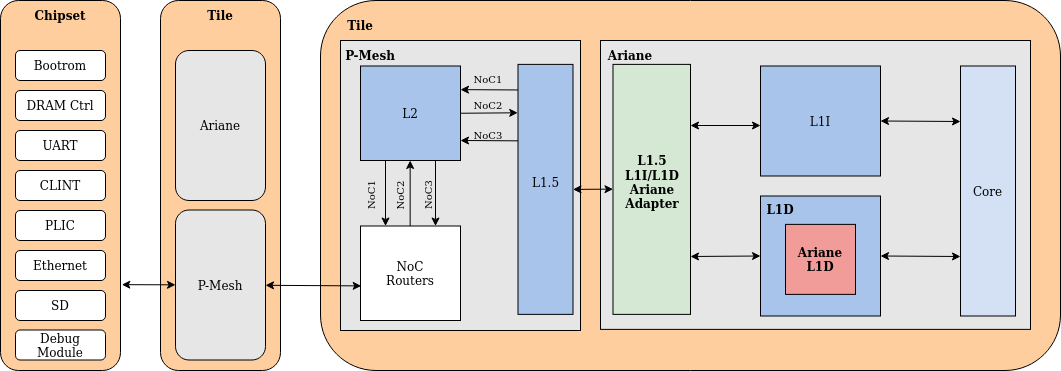 Chipset
Bootrom
DRAM Ctrl
UART
CLINT
PLIC
Ethernet
SD
Debug
Module
Tile
Ariane
P-Mesh
Tile
P-Mesh
L2
NoC1
NoC2
NoC3
L1.5
NoC1
NoC2
NoC3
NoC
Routers
Ariane
L1.5
L1I/L1D
Ariane
Adapter
L1I
L1D
Ariane
L1D
Core